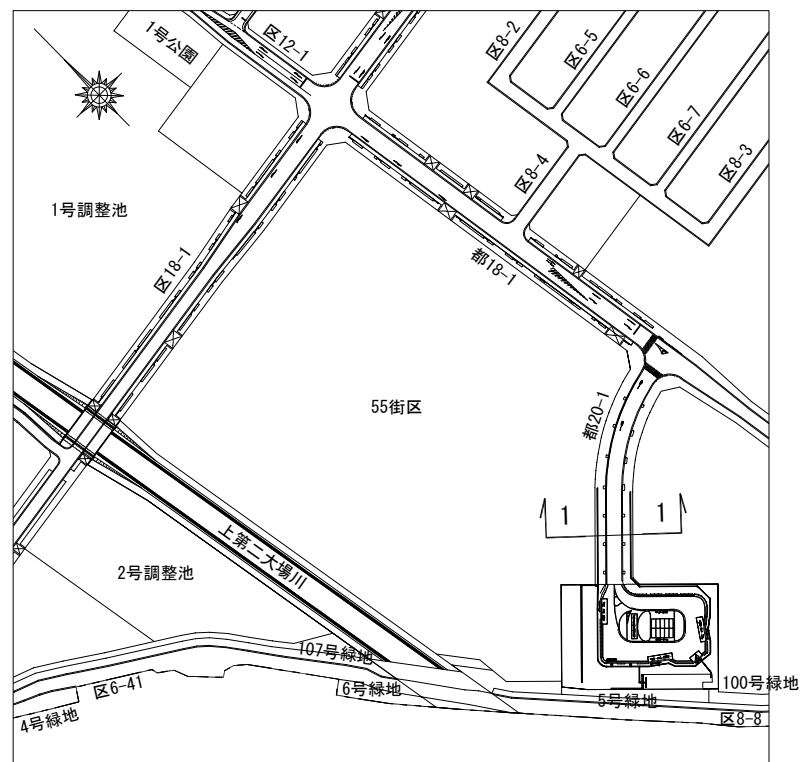 区12-1
1号公園
区8-2
区6-5
区6-6
区6-7
区8-3
区8-4
1号調整池
区18-1
都18-1
55街区
都20-1
1
1
上第二大場川
2号調整池
107号緑地
区6-41
6号緑地
5号緑地
100号緑地
4号緑地
区8-8